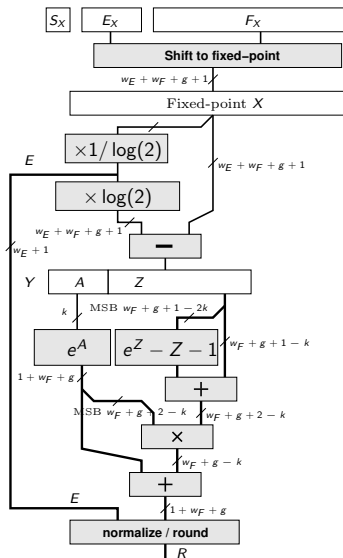 S_X E_X F_X
Shift to fixed–point
w_E + w_F + g + 1
Fixed-point X
×1/log(2)
E
w_E + w_F + g + 1
× log(2)
w_E + w_F + g + 1
w_E + 1
−
Y A Z
k MSB w_F + g + 1 − 2k
e^A e^Z − Z − 1 w_F + g + 1 − k
1 + w_F + g
+
MSB w_F + g + 2 − k w_F + g + 2 − k
×
w_F + g − k
+
E 1 + w_F + g
normalize / round
R